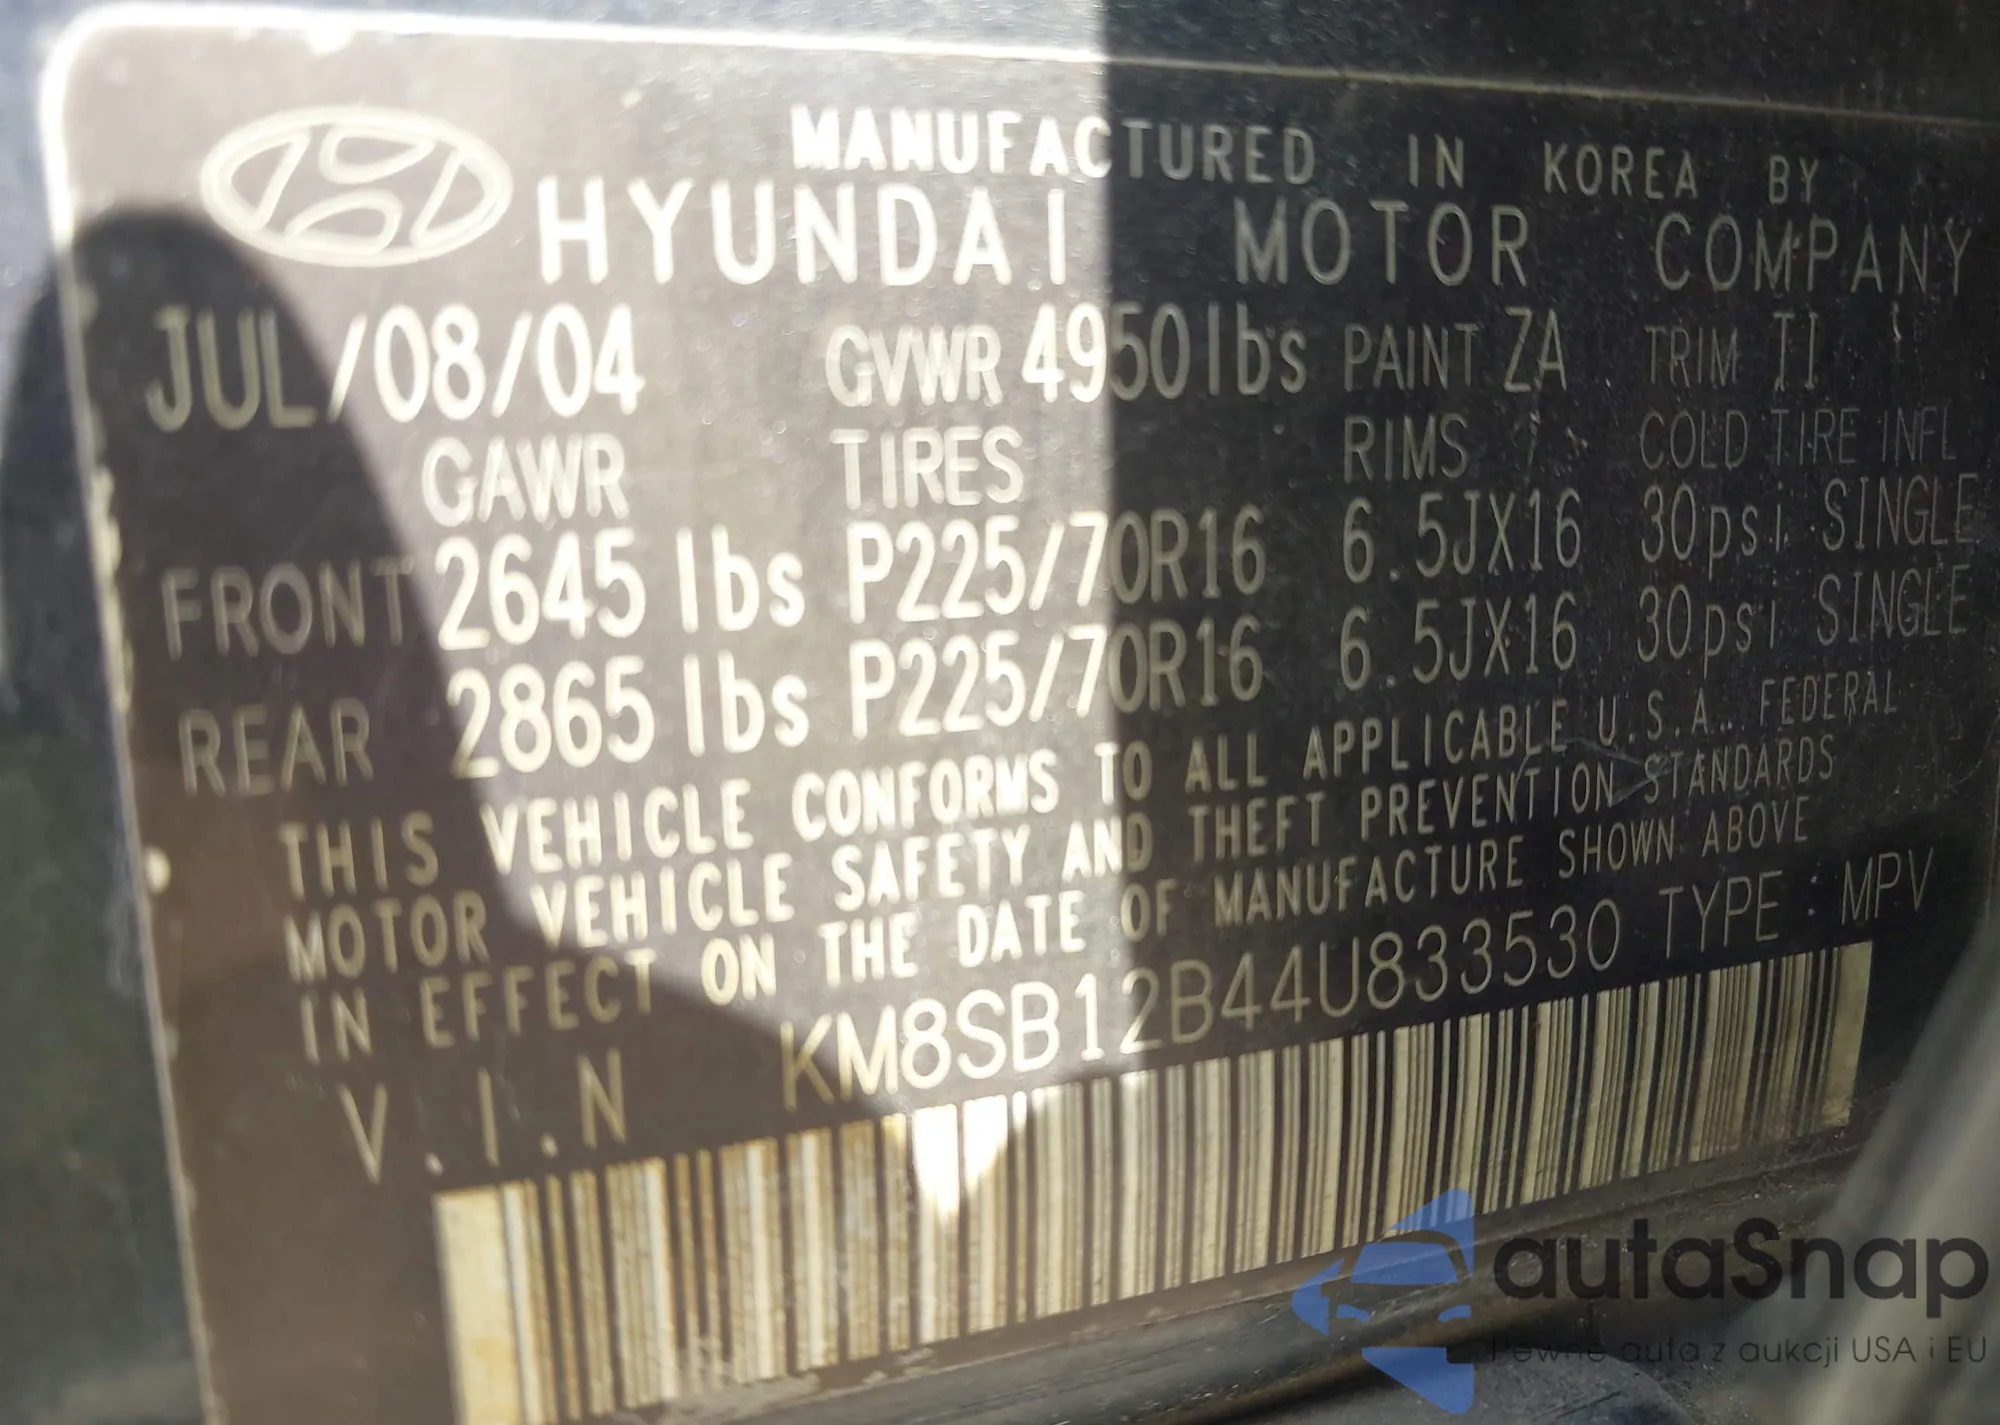 MANUFACTURED IN KOREA BY
HYUNDAI MOTOR COMPANY
JUL/08/04 GVWR 4950lbs PAINT ZA TRIM II
GAWR TIRES RIMS COLD TIRE INFL
FRONT 2645 lbs P225/70R16 6.5JX16 30psi SINGLE
REAR 2865 lbs P225/70R16 6.5JX16 30psi SINGLE
THIS VEHICLE CONFORMS TO ALL APPLICABLE U.S.A. FEDERAL
MOTOR VEHICLE SAFETY AND THEFT PREVENTION STANDARDS
IN EFFECT ON THE DATE OF MANUFACTURE SHOWN ABOVE
V.I.N KM8SB12B44U833530 TYPE : MPV
autaSnap
Pewne auta z aukcji USA i EU